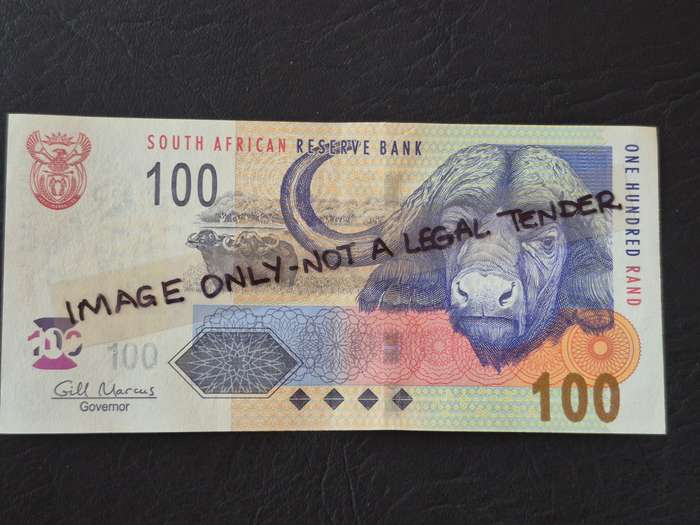 SOUTH AFRICAN RESERVE BANK
100
ONE HUNDRED RAND
IMAGE ONLY-NOT A LEGAL TENDER
100
100
Gill Marcus
Governor
100